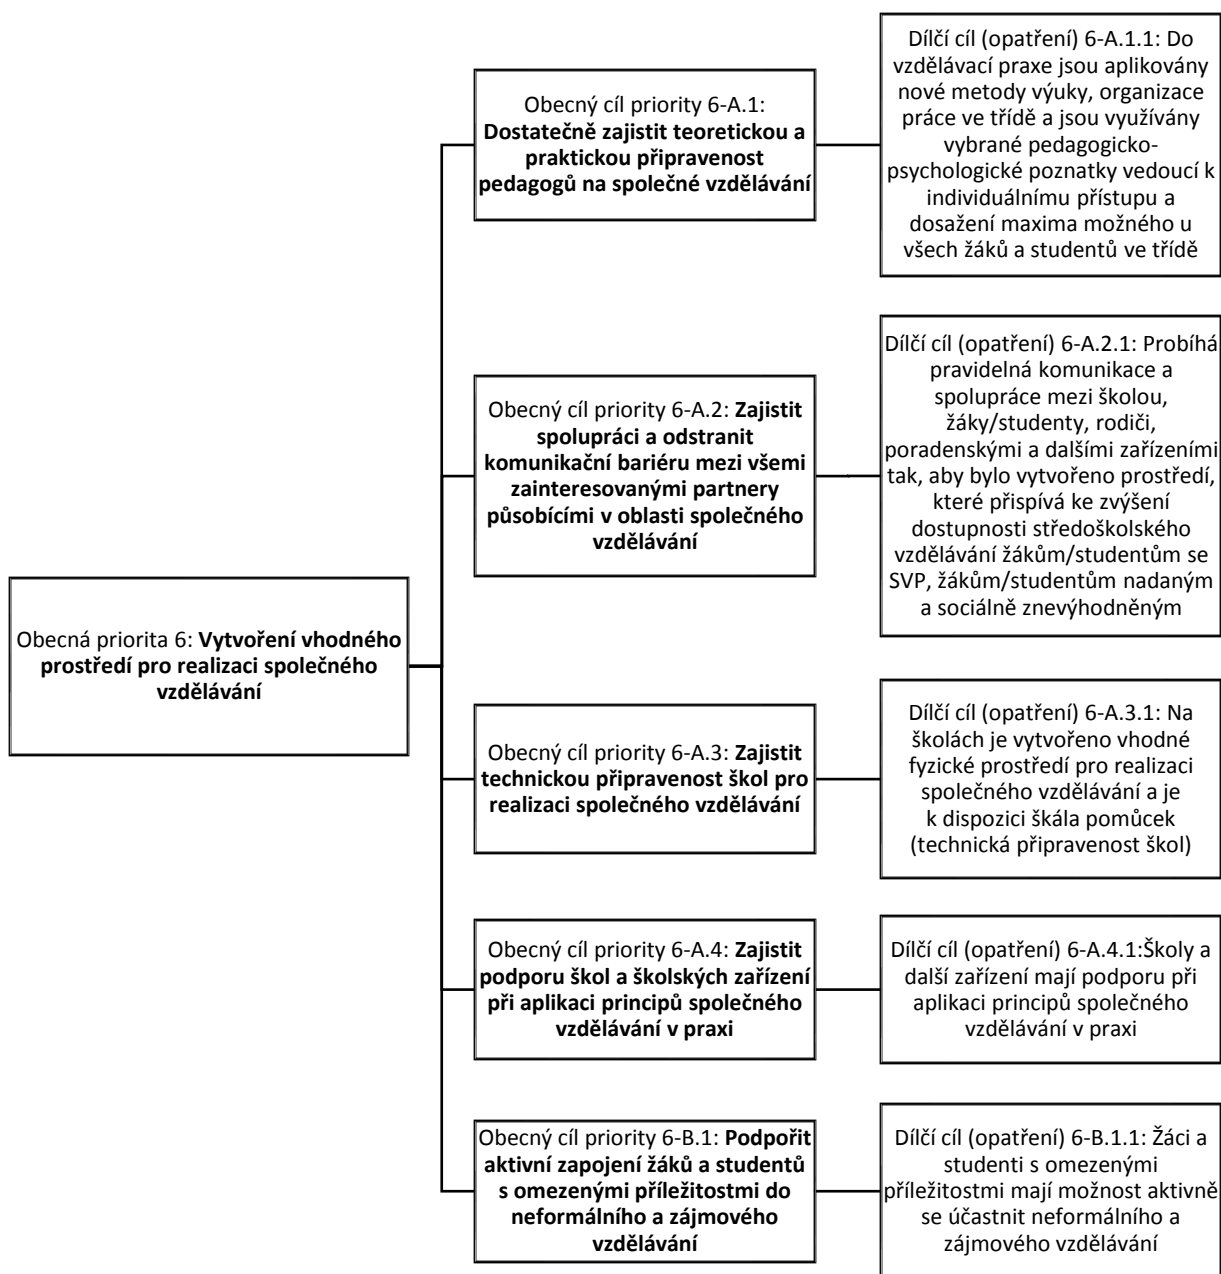 Obecná priorita 6: Vytvoření vhodného
prostředí pro realizaci společného
vzdělávání
Obecný cíl priority 6-A.1:
Dostatečně zajistit teoretickou a
praktickou připravenost
pedagogů na společné vzdělávání
Dílčí cíl (opatření) 6-A.1.1: Do
vzdělávací praxe jsou aplikovány
nové metody výuky, organizace
práce ve třídě a jsou využívány
vybrané pedagogicko-
psychologické poznatky vedoucí k
individuálnímu přístupu a
dosažení maxima možného u
všech žáků a studentů ve třídě
Obecný cíl priority 6-A.2: Zajistit
spolupráci a odstranit
komunikační bariéru mezi všemi
zainteresovanými partnery
působícími v oblasti společného
vzdělávání
Dílčí cíl (opatření) 6-A.2.1: Probíhá
pravidelná komunikace a
spolupráce mezi školou,
žáky/studenty, rodiči,
poradenskými a dalšími zařízeními
tak, aby bylo vytvořeno prostředí,
které přispívá ke zvýšení
dostupnosti středoškolského
vzdělávání žákům/studentům se
SVP, žákům/studentům nadaným
a sociálně znevýhodněným
Obecný cíl priority 6-A.3: Zajistit
technickou připravenost škol pro
realizaci společného vzdělávání
Dílčí cíl (opatření) 6-A.3.1: Na
školách je vytvořeno vhodné
fyzické prostředí pro realizaci
společného vzdělávání a je
k dispozici škála pomůcek
(technická připravenost škol)
Obecný cíl priority 6-A.4: Zajistit
podporu škol a školských zařízení
při aplikaci principů společného
vzdělávání v praxi
Dílčí cíl (opatření) 6-A.4.1:Školy a
další zařízení mají podporu při
aplikaci principů společného
vzdělávání v praxi
Obecný cíl priority 6-B.1: Podpořit
aktivní zapojení žáků a studentů
s omezenými příležitostmi do
neformálního a zájmového
vzdělávání
Dílčí cíl (opatření) 6-B.1.1: Žáci a
studenti s omezenými
příležitostmi mají možnost aktivně
se účastnit neformálního a
zájmového vzdělávání